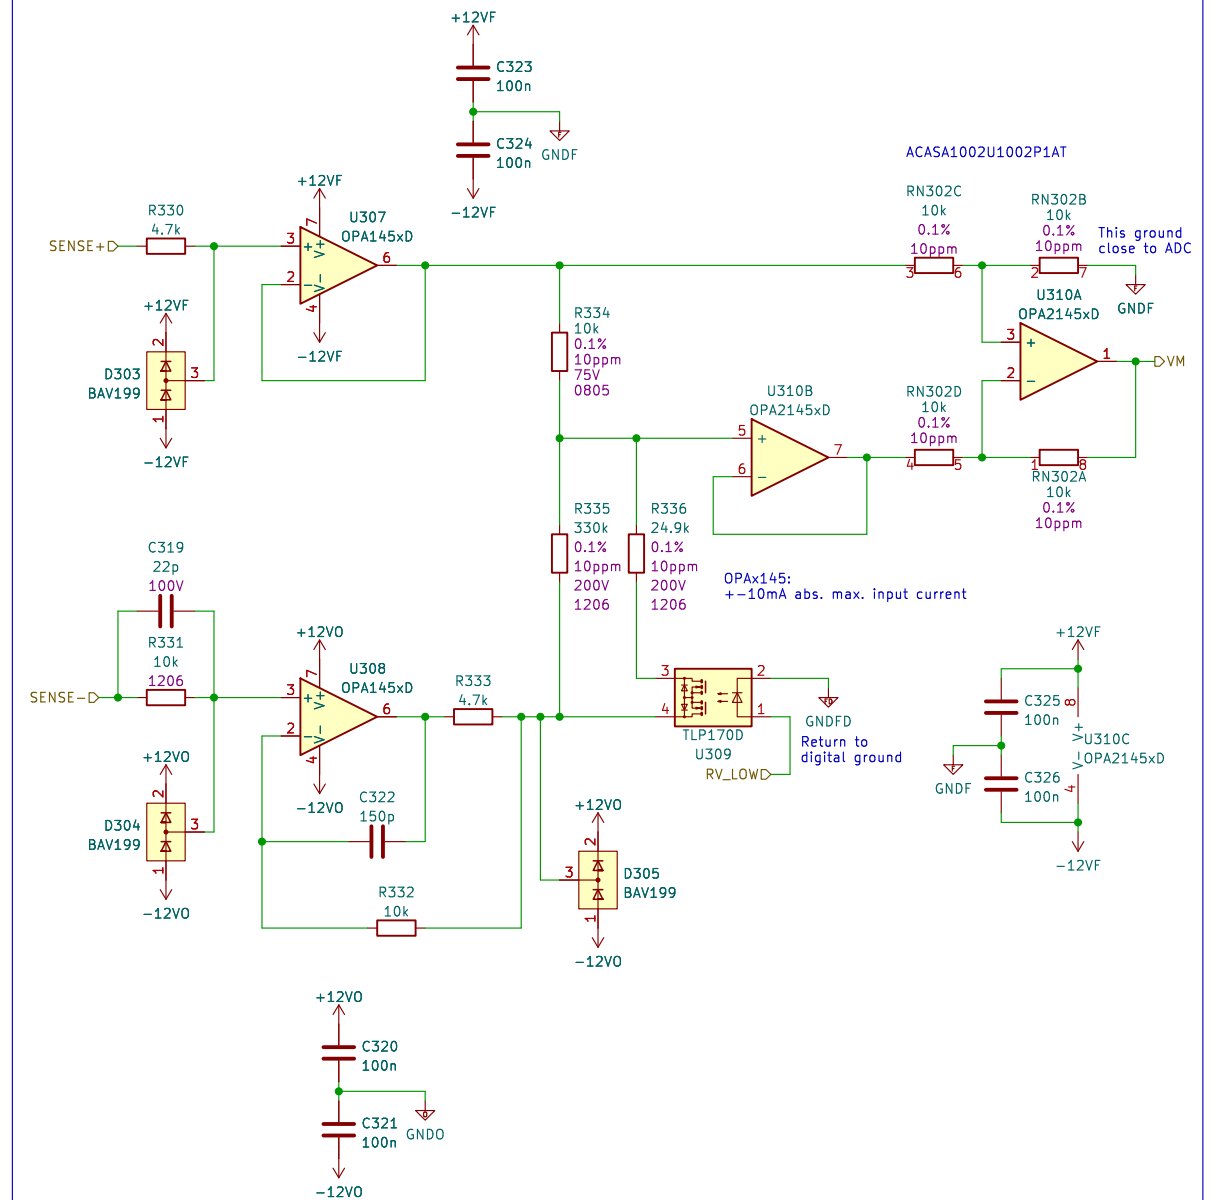 +12VF
C323
100n
C324
100n
GNDF
-12VF
ACASA1002U1002P1AT
RN302C
10k
0.1%
10ppm
3
6
RN302B
10k
0.1%
10ppm
2
7
This ground
close to ADC
GNDF
+12VF
R330
4.7k
SENSE+
U307
OPA145xD
7
3
+
V+
6
2
−
V-
4
-12VF
+12VF
2
D303
BAV199
3
1
-12VF
R334
10k
0.1%
10ppm
75V
0805
U310A
OPA2145xD
3
+
1
VM
2
−
U310B
OPA2145xD
5
+
7
6
−
RN302D
10k
0.1%
10ppm
4
5
1
8
RN302A
10k
0.1%
10ppm
R335
330k
0.1%
10ppm
200V
1206
R336
24.9k
0.1%
10ppm
200V
1206
OPAx145:
+-10mA abs. max. input current
C319
22p
100V
R331
10k
1206
SENSE-
+12VO
U308
OPA145xD
7
3
+
V+
6
2
−
V-
4
-12VO
R333
4.7k
3
2
4
1
TLP170D
U309
GNDFD
Return to
digital ground
RV_LOW
+12VF
C325
100n
8
V+
U310C
OPA2145xD
V-
4
GNDF
C326
100n
-12VF
+12VO
2
D304
BAV199
3
1
-12VO
C322
150p
R332
10k
+12VO
2
3
D305
BAV199
1
-12VO
+12VO
C320
100n
C321
100n
GNDO
-12VO